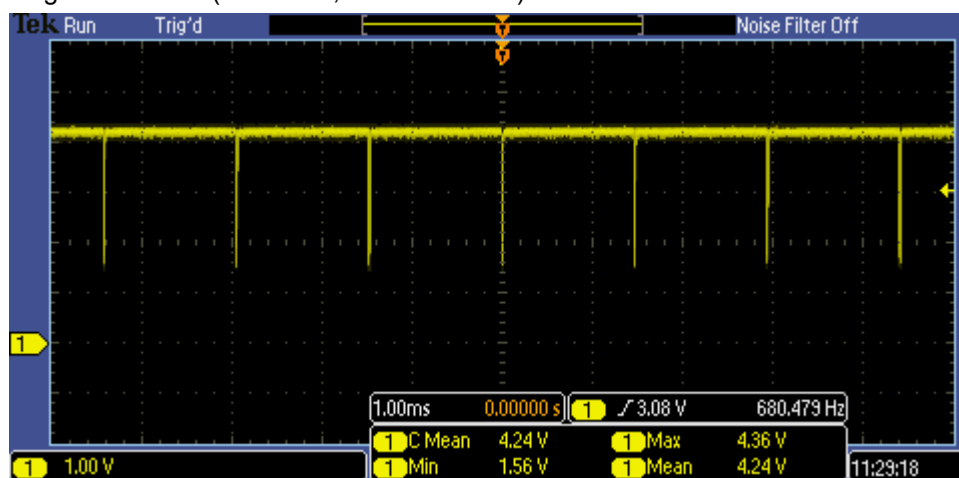 Tek Run Trig'd Noise Filter Off
1
1.00ms 0.00000 s 1 3.08 V 680.479 Hz
1 C Mean 4.24 V 1 Max 4.36 V
1 1.00 V 1 Min 1.56 V 1 Mean 4.24 V 11:29:18